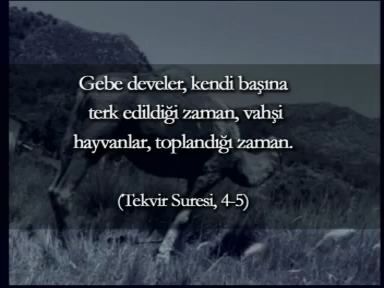 Gebe develer, kendi başına
terk edildiği zaman, vahşi
hayvanlar, toplandığı zaman.
(Tekvir Suresi, 4-5)